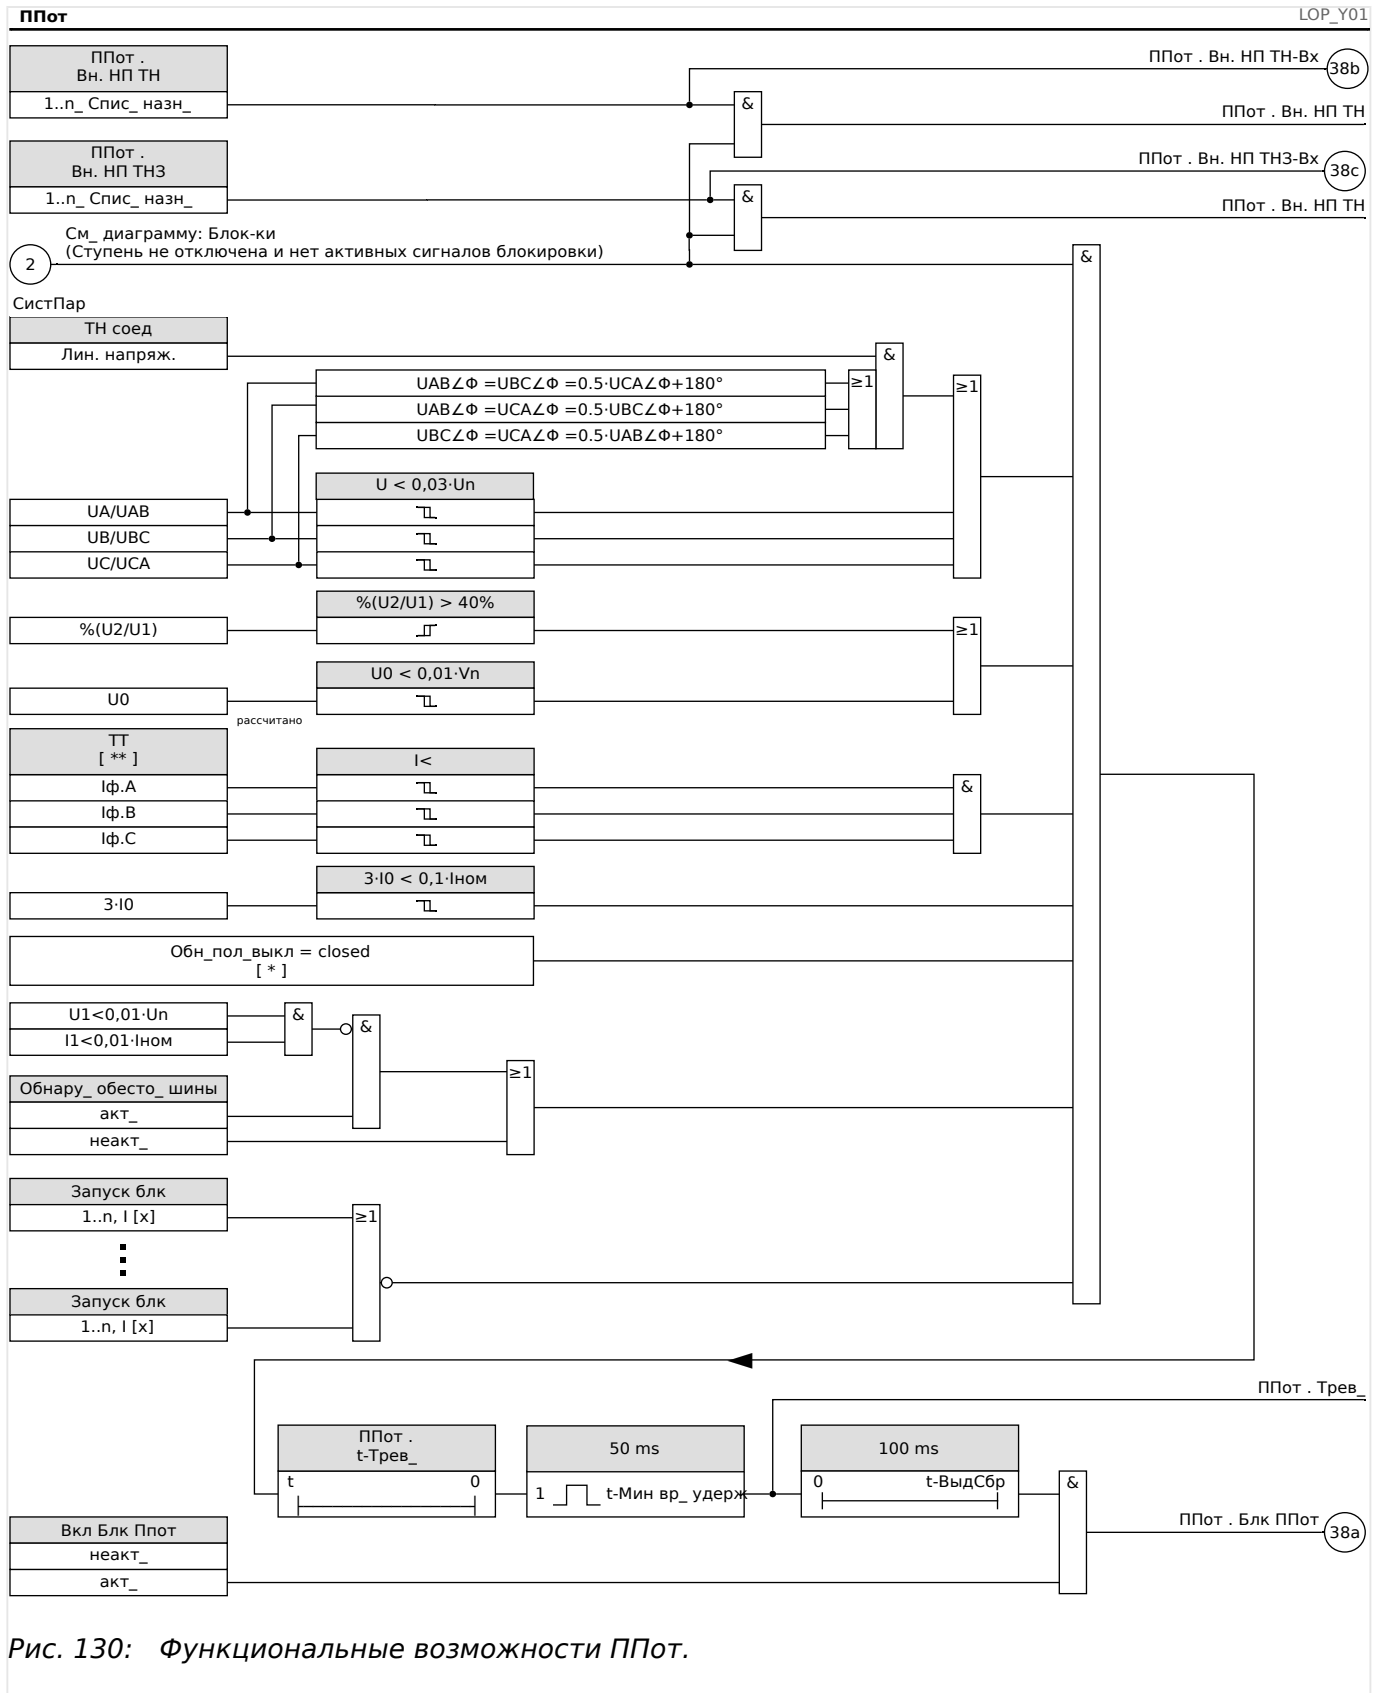 ППот
LOP_Y01
ППот .
Вн. НП ТН
1..n_ Спис_ назн_
ППот . Вн. НП ТН-Вх
38b
&
ППот . Вн. НП ТН
ППот .
Вн. НП ТНЗ
1..n_ Спис_ назн_
ППот . Вн. НП ТНЗ-Вх
38c
&
ППот . Вн. НП ТН
См_ диаграмму: Блок-ки
(Ступень не отключена и нет активных сигналов блокировки)
2
&
СистПар
ТН соед
Лин. напряж.
&
UAB∠Φ =UBC∠Φ =0.5·UCA∠Φ+180°
≥1
≥1
UAB∠Φ =UCA∠Φ =0.5·UBC∠Φ+180°
UBC∠Φ =UCA∠Φ =0.5·UAB∠Φ+180°
U < 0,03·Un
UA/UAB
UB/UBC
UC/UCA
%(U2/U1) > 40%
%(U2/U1)
≥1
U0 < 0,01·Vn
U0
рассчитано
ТТ
[ ** ]
I<
Iф.A
&
Iф.B
Iф.C
3·I0 < 0,1·Iном
3·I0
Обн_пол_выкл = closed
[ * ]
U1<0,01·Un
&
&
I1<0,01·Iном
≥1
Обнару_ обесто_ шины
акт_
неакт_
Запуск блк
1..n, I [x]
≥1
Запуск блк
1..n, I [x]
ППот . Трев_
ППот .
t-Трев_
50 ms
100 ms
t 0
1 t-Мин вр_ удерж
0 t-ВыдСбр
&
Вкл Блк Ппот
ППот . Блк ППот
38a
неакт_
акт_
Рис. 130: Функциональные возможности ППот.